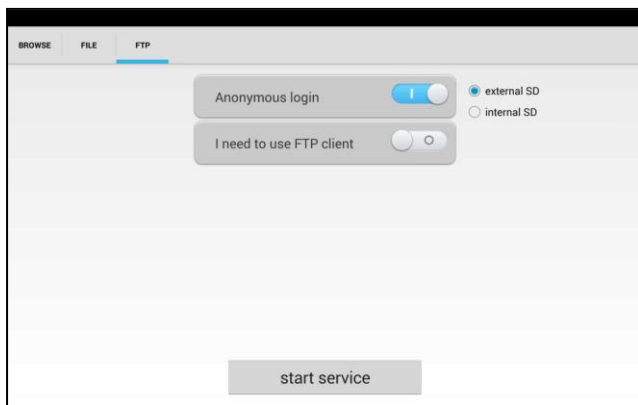 BROWSE FILE FTP
Anonymous login
external SD
internal SD
I need to use FTP client
start service